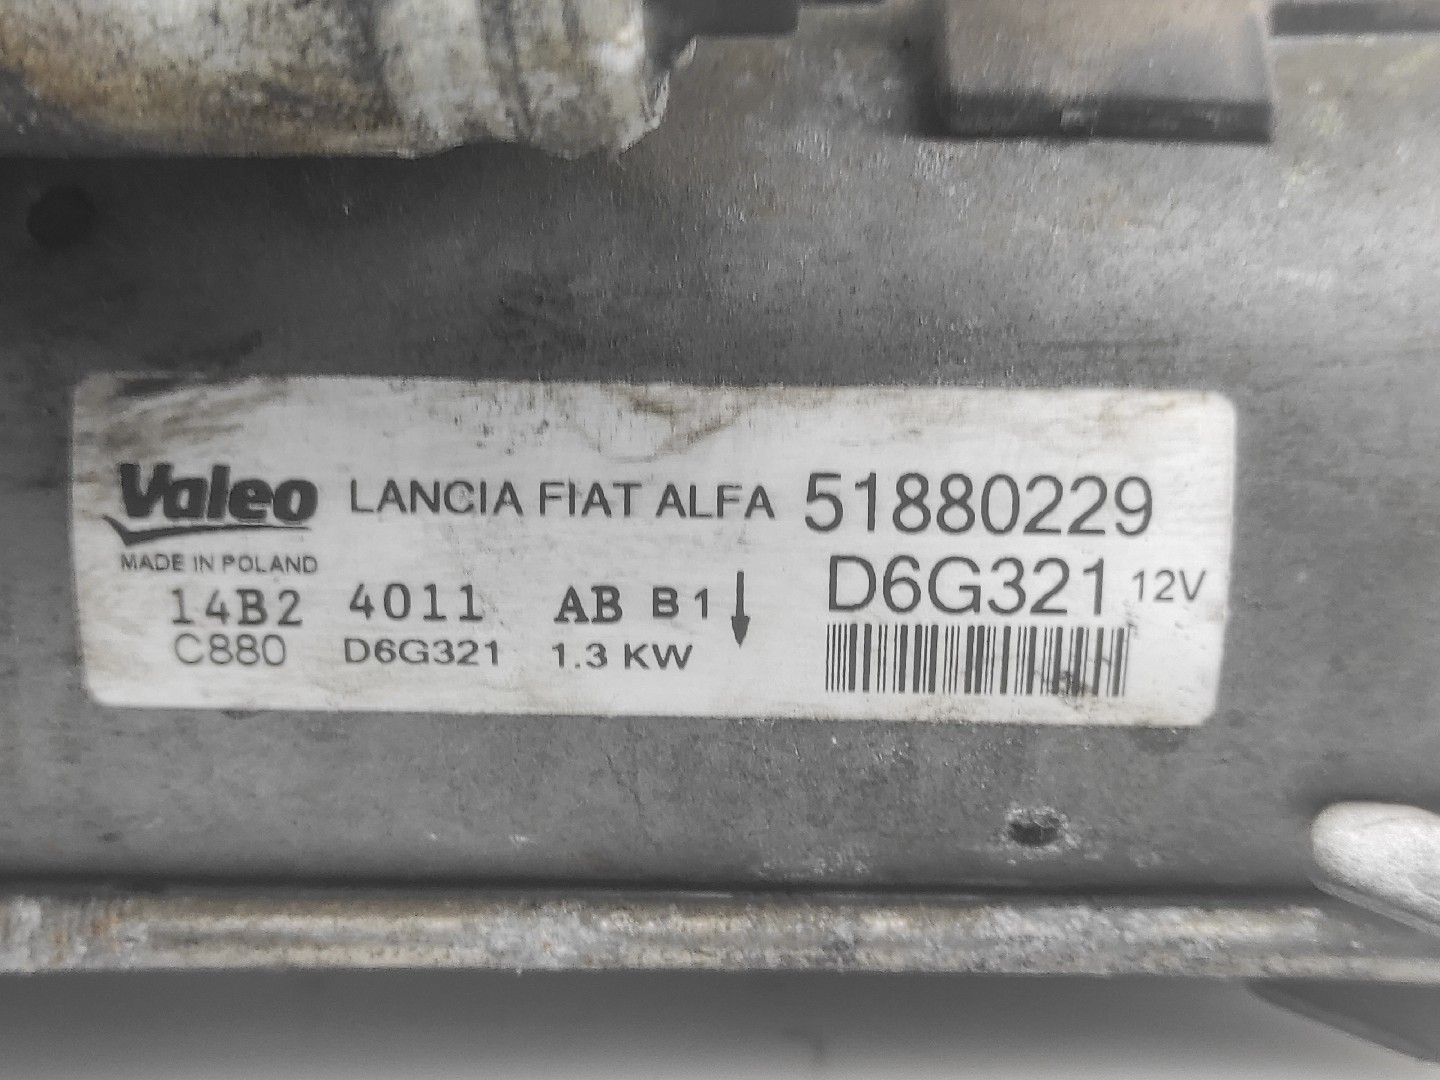 Valeo LANCIA FIAT ALFA 51880229
MADE IN POLAND D6G321 12V
14B2 4011 AB B1
C880 D6G321 1.3 KW